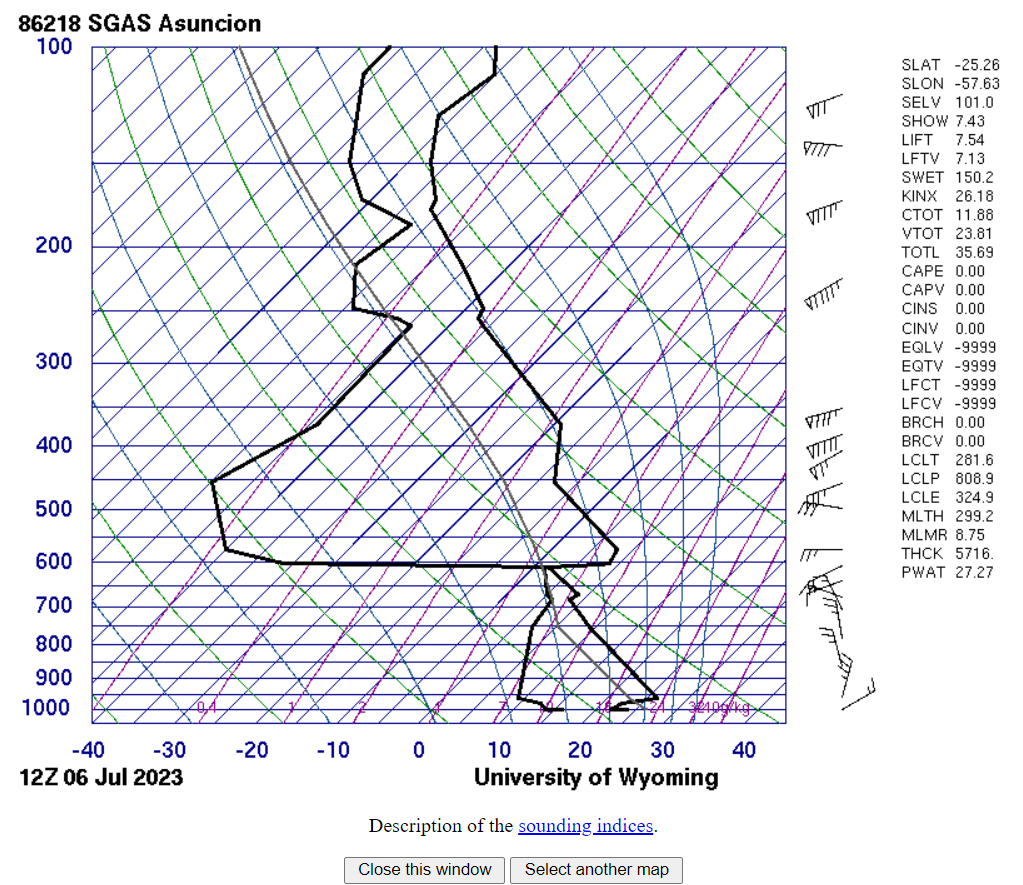 86218 SGAS Asuncion
100
200
300
400
500
600
700
800
900
1000
0.4 1 2 4 7 16 24 32 40g/kg
-40 -30 -20 -10 0 10 20 30 40
12Z 06 Jul 2023 University of Wyoming
SLAT -25.26
SLON -57.63
SELV 101.0
SHOW 7.43
LIFT 7.54
LFTV 7.13
SWET 150.2
KINX 26.18
CTOT 11.88
VTOT 23.81
TOTL 35.69
CAPE 0.00
CAPV 0.00
CINS 0.00
CINV 0.00
EQLV -9999
EQTV -9999
LFCT -9999
LFCV -9999
BRCH 0.00
BRCV 0.00
LCLT 281.6
LCLP 808.9
LCLE 324.9
MLTH 299.2
MLMR 8.75
THCK 5716.
PWAT 27.27
Description of the sounding indices.
Close this window Select another map